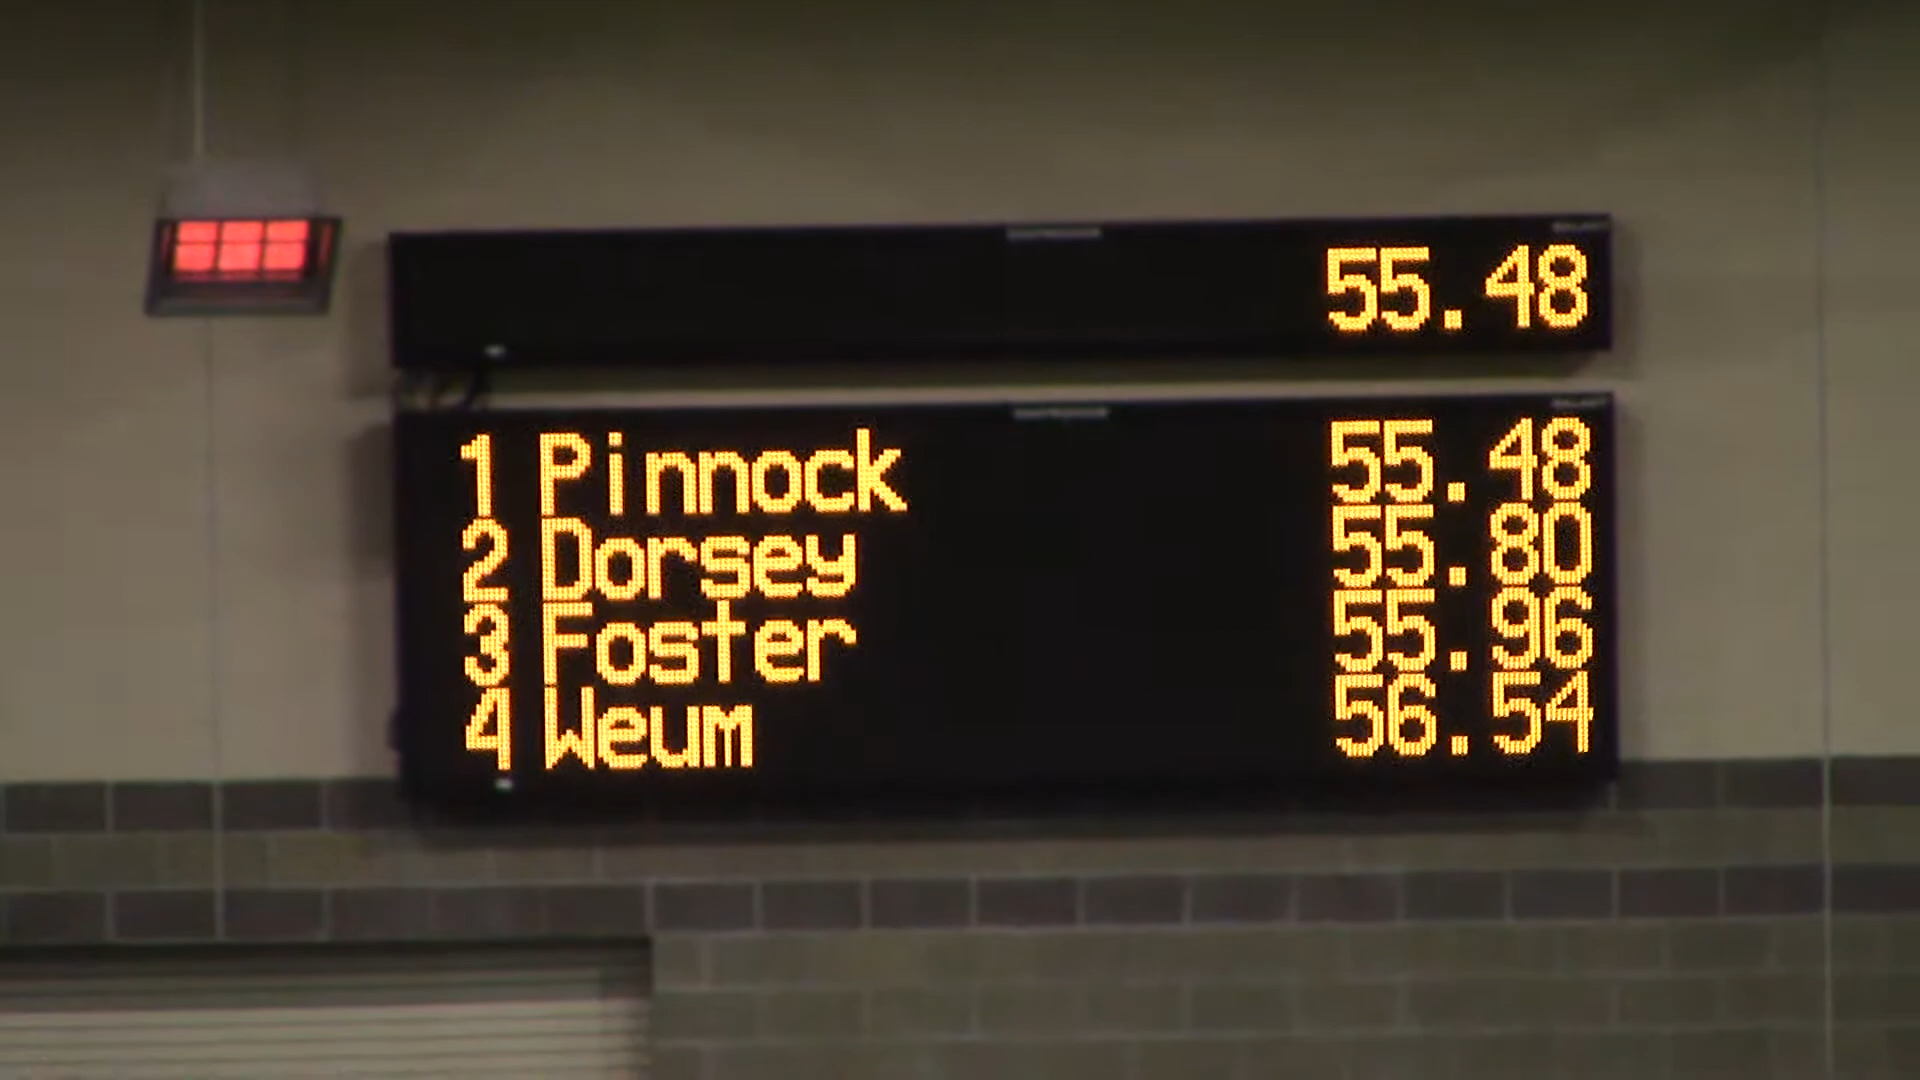 55.48
1 Pinnock 55.48
2 Dorsey 55.80
3 Foster 55.96
4 Weum 56.54